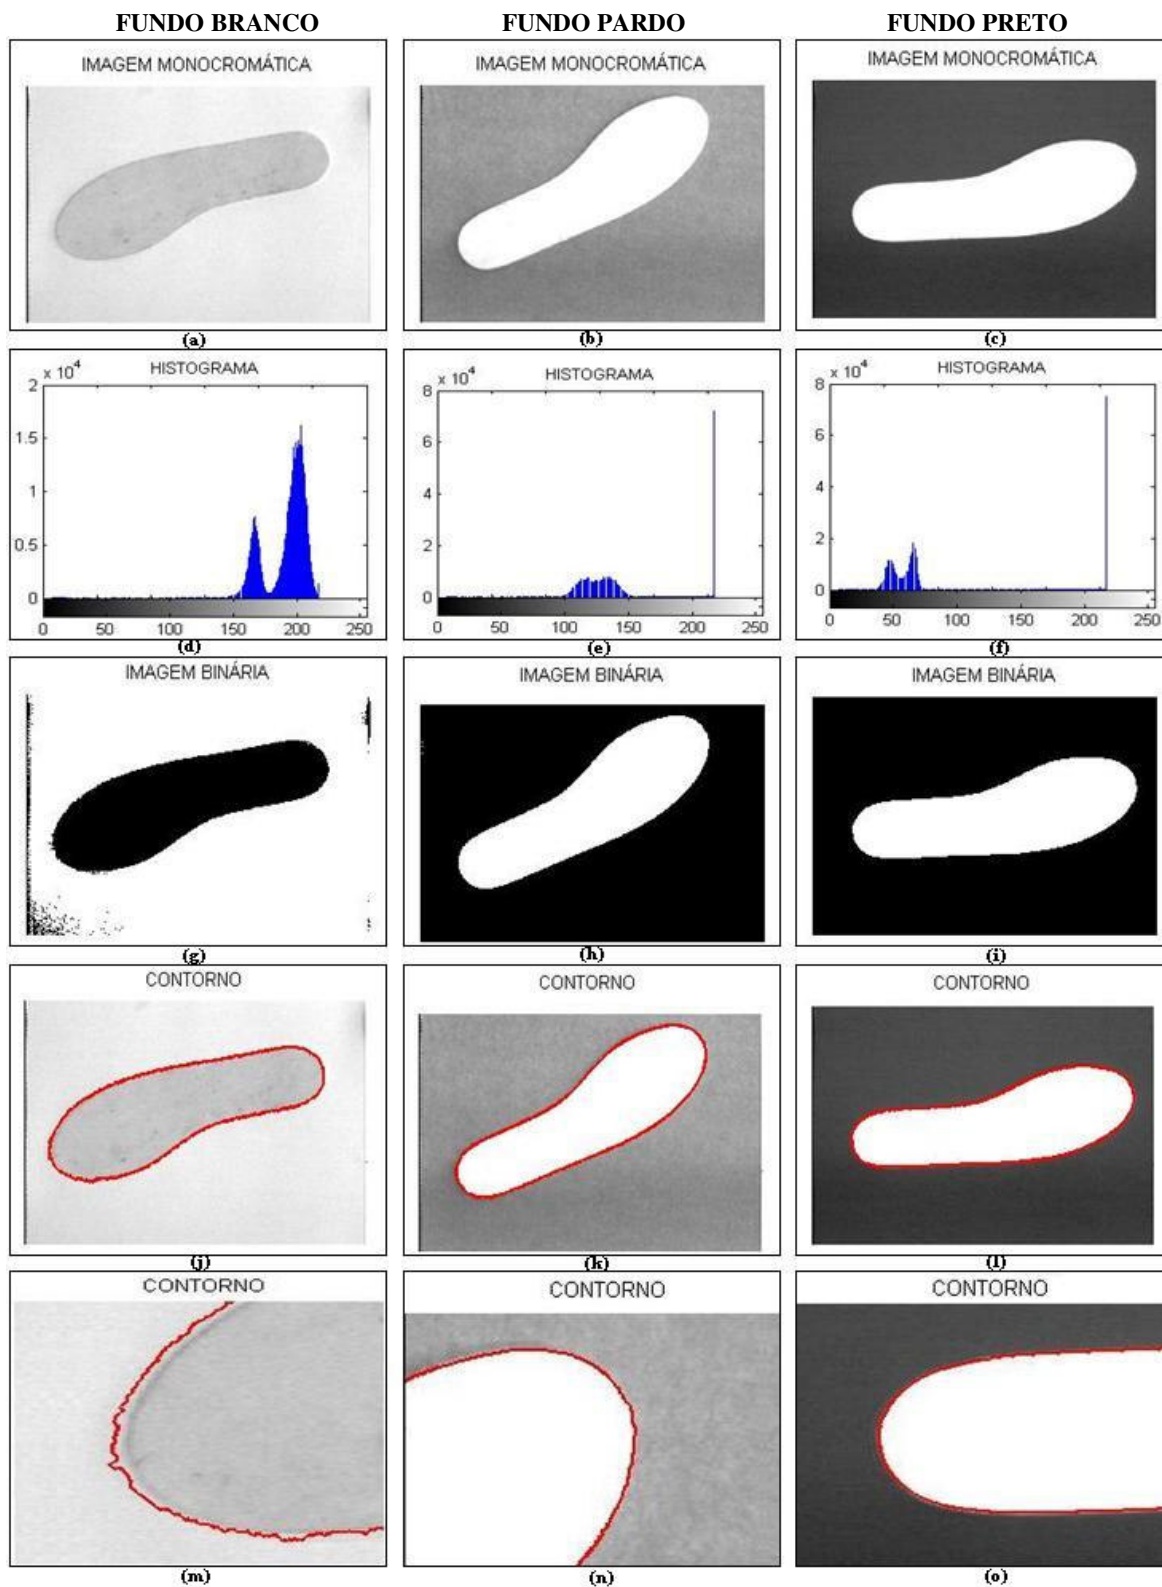 FUNDO BRANCO FUNDO PARDO FUNDO PRETO
IMAGEM MONOCROMÁTICA IMAGEM MONOCROMÁTICA IMAGEM MONOCROMÁTICA
(a) (b) (c)
HISTOGRAMA HISTOGRAMA HISTOGRAMA
x 10^4 x 10^4 x 10^4
2 8 8
1.5 6 6
1 4 4
0.5 2 2
0 0 0
0 50 100 150 200 250 0 50 100 150 200 250 0 50 100 150 200 250
(d) (e) (f)
IMAGEM BINÁRIA IMAGEM BINÁRIA IMAGEM BINÁRIA
(g) (h) (i)
CONTORNO CONTORNO CONTORNO
(j) (k) (l)
CONTORNO CONTORNO CONTORNO
(m) (n) (o)